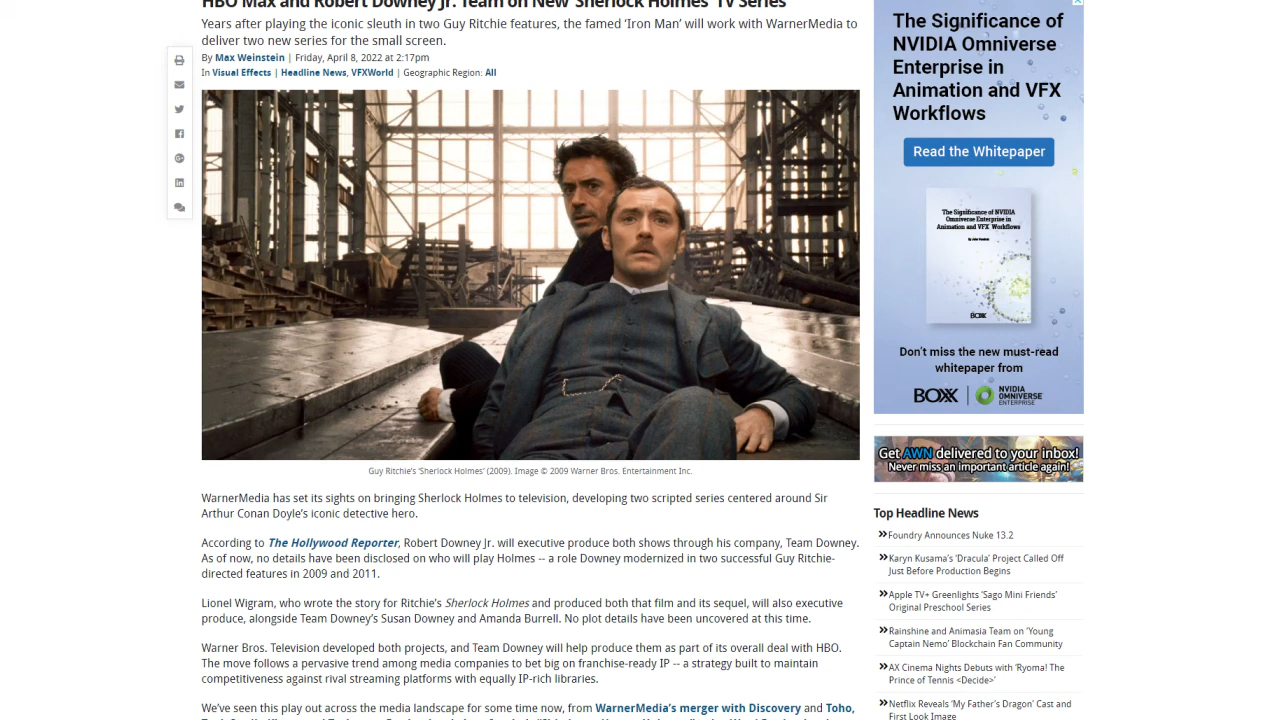 HBO Max and Robert Downey Jr. Team on New 'Sherlock Holmes' TV Series
Years after playing the iconic sleuth in two Guy Ritchie features, the famed 'Iron Man' will work with WarnerMedia to
deliver two new series for the small screen.
By Max Weinstein | Friday, April 8, 2022 at 2:17pm
In Visual Effects | Headline News, VFXWorld | Geographic Region: All
Guy Ritchie's 'Sherlock Holmes' (2009). Image © 2009 Warner Bros. Entertainment Inc.
WarnerMedia has set its sights on bringing Sherlock Holmes to television, developing two scripted series centered around Sir
Arthur Conan Doyle's iconic detective hero.
According to The Hollywood Reporter, Robert Downey Jr. will executive produce both shows through his company, Team Downey.
As of now, no details have been disclosed on who will play Holmes -- a role Downey modernized in two successful Guy Ritchie-
directed features in 2009 and 2011.
Lionel Wigram, who wrote the story for Ritchie's Sherlock Holmes and produced both that film and its sequel, will also executive
produce, alongside Team Downey's Susan Downey and Amanda Burrell. No plot details have been uncovered at this time.
Warner Bros. Television developed both projects, and Team Downey will help produce them as part of its overall deal with HBO.
The move follows a pervasive trend among media companies to bet big on franchise-ready IP -- a strategy built to maintain
competitiveness against rival streaming platforms with equally IP-rich libraries.
We've seen this play out across the media landscape for some time now, from WarnerMedia's merger with Discovery and Toho,
The Significance of
NVIDIA Omniverse
Enterprise in
Animation and VFX
Workflows
Read the Whitepaper
The Significance of NVIDIA
Omniverse Enterprise in
Animation and VFX Workflows
BOXX
Don't miss the new must-read
whitepaper from
BOXX | NVIDIA
OMNIVERSE
ENTERPRISE
Get AWN delivered to your inbox!
Never miss an important article again!
Top Headline News
Foundry Announces Nuke 13.2
Karyn Kusama's 'Dracula' Project Called Off
Just Before Production Begins
Apple TV+ Greenlights 'Sago Mini Friends'
Original Preschool Series
Rainshine and Animasia Team on 'Young
Captain Nemo' Blockchain Fan Community
AX Cinema Nights Debuts with 'Ryoma! The
Prince of Tennis <Decide>'
Netflix Reveals 'My Father's Dragon' Cast and
First Look Image